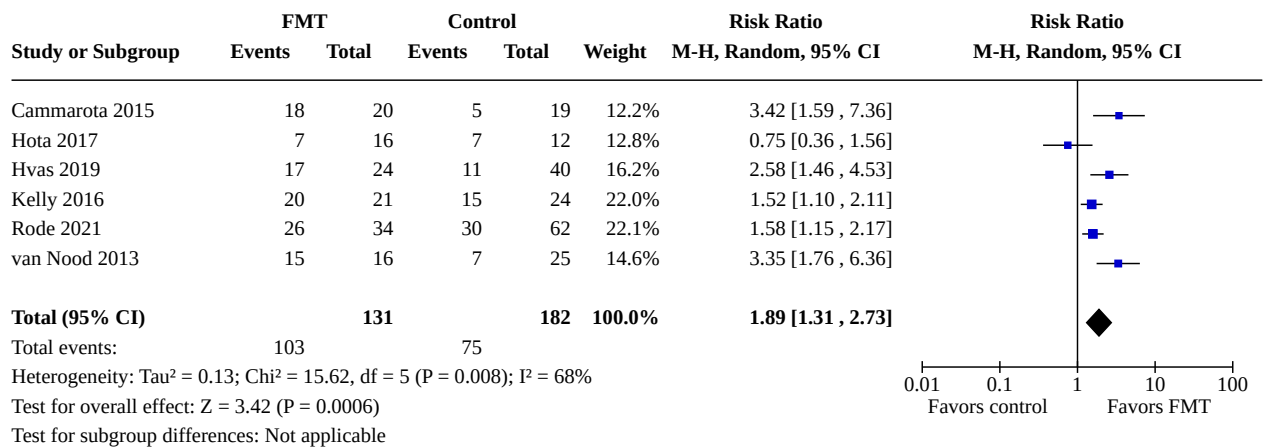 FMT Control Risk Ratio Risk Ratio
Study or Subgroup Events Total Events Total Weight M-H, Random, 95% CI M-H, Random, 95% CI
Cammarota 2015 18 20 5 19 12.2% 3.42 [1.59 , 7.36]
Hota 2017 7 16 7 12 12.8% 0.75 [0.36 , 1.56]
Hvas 2019 17 24 11 40 16.2% 2.58 [1.46 , 4.53]
Kelly 2016 20 21 15 24 22.0% 1.52 [1.10 , 2.11]
Rode 2021 26 34 30 62 22.1% 1.58 [1.15 , 2.17]
van Nood 2013 15 16 7 25 14.6% 3.35 [1.76 , 6.36]
Total (95% CI) 131 182 100.0% 1.89 [1.31 , 2.73]
Total events: 103 75
Heterogeneity: Tau² = 0.13; Chi² = 15.62, df = 5 (P = 0.008); I² = 68%
0.01 0.1 1 10 100
Test for overall effect: Z = 3.42 (P = 0.0006)
Favors control Favors FMT
Test for subgroup differences: Not applicable